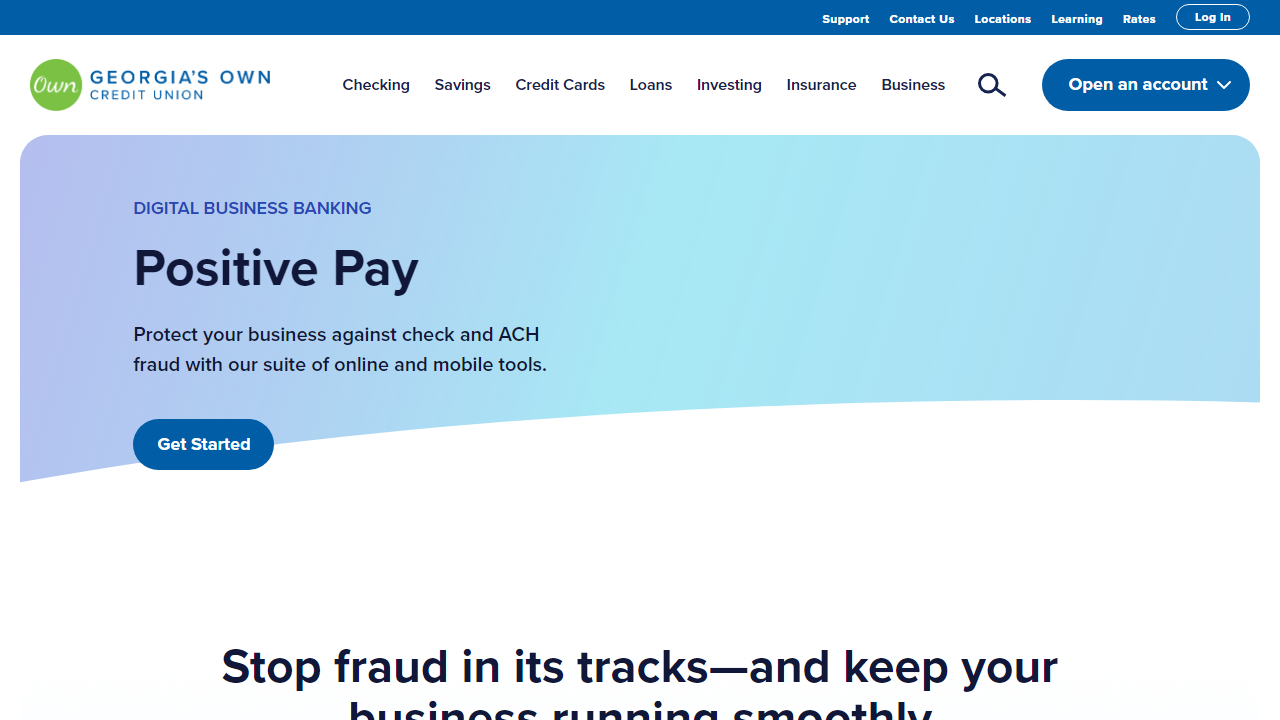 Support Contact Us Locations Learning Rates Log In
Own GEORGIA'S OWN
CREDIT UNION
Checking Savings Credit Cards Loans Investing Insurance Business Open an account
DIGITAL BUSINESS BANKING
Positive Pay
Protect your business against check and ACH
fraud with our suite of online and mobile tools.
Get Started
Stop fraud in its tracks—and keep your
business running smoothly